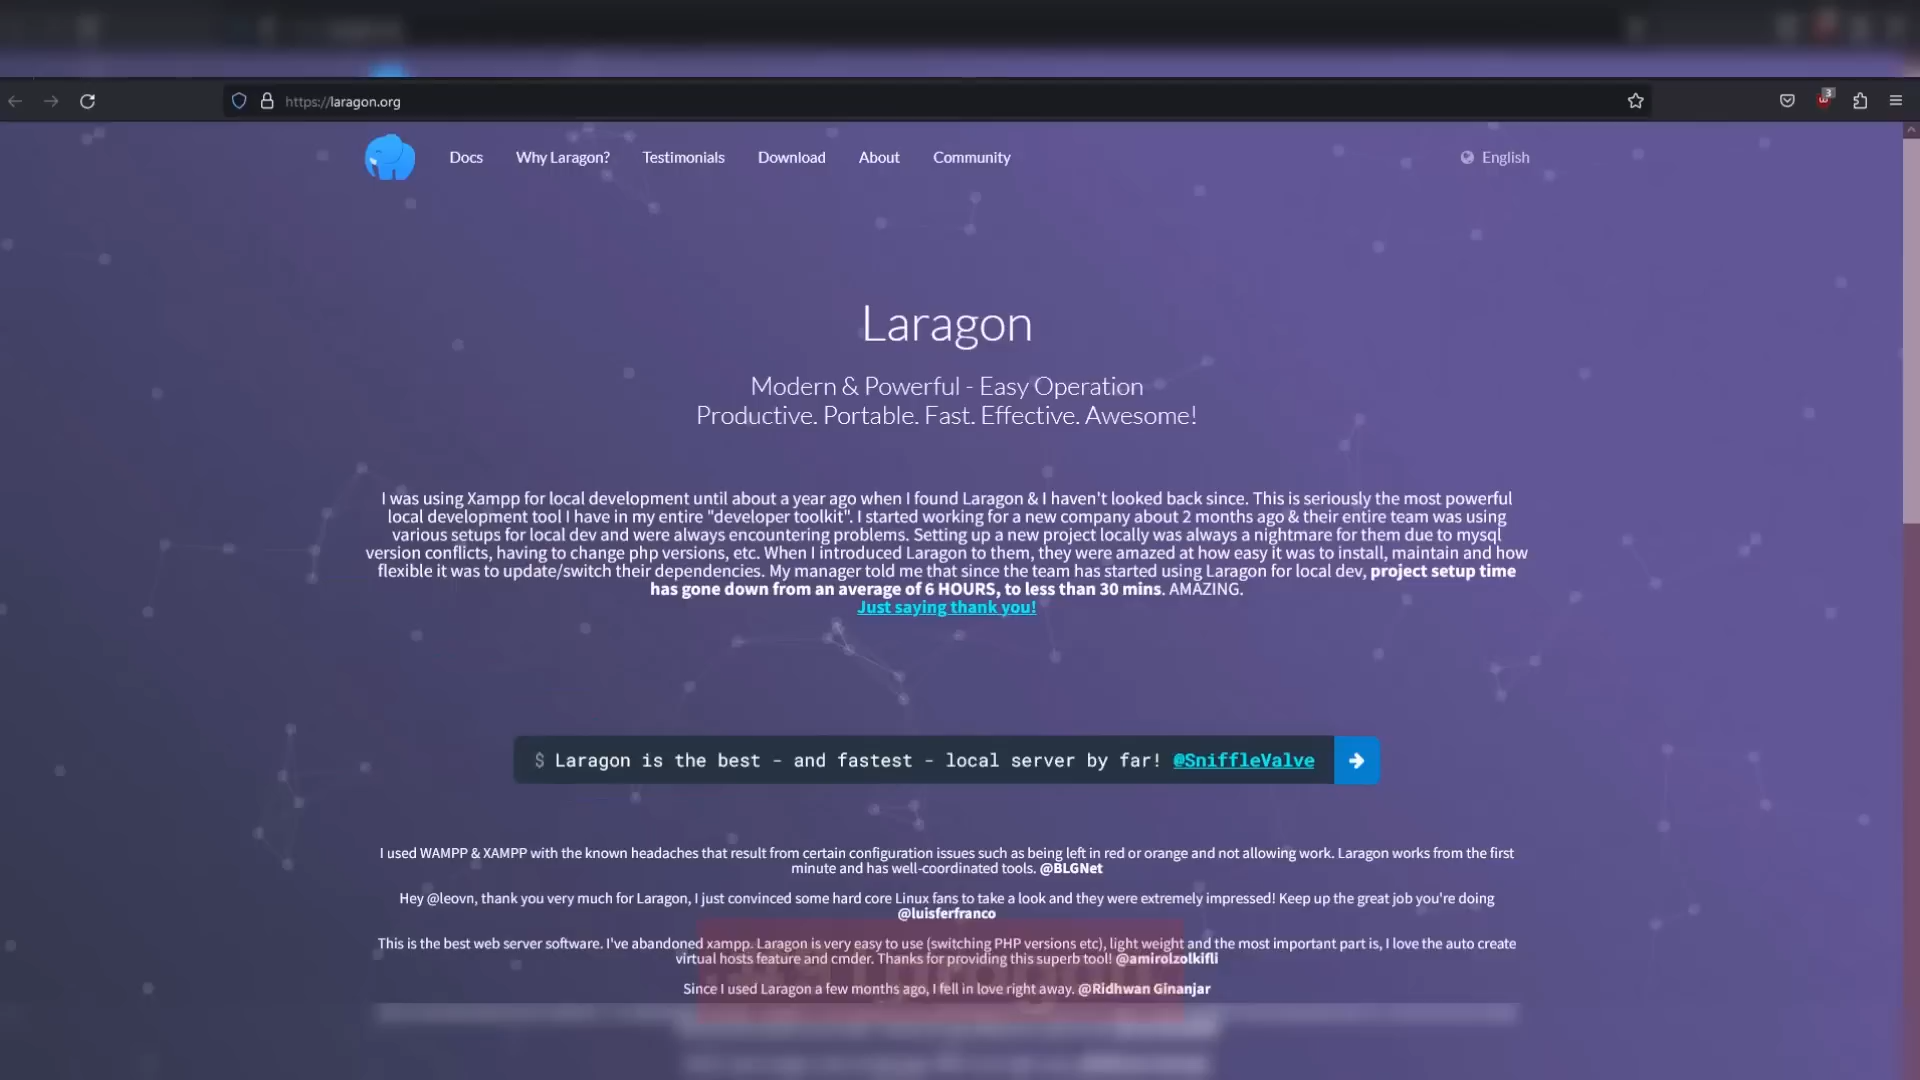 https://laragon.org
3
Docs Why Laragon? Testimonials Download About Community English
Laragon
Modern & Powerful - Easy Operation
Productive. Portable. Fast. Effective. Awesome!
I was using Xampp for local development until about a year ago when I found Laragon & I haven't looked back since. This is seriously the most powerful
local development tool I have in my entire "developer toolkit". I started working for a new company about 2 months ago & their entire team was using
various setups for local dev and were always encountering problems. Setting up a new project locally was always a nightmare for them due to mysql
version conflicts, having to change php versions, etc. When I introduced Laragon to them, they were amazed at how easy it was to install, maintain and how
flexible it was to update/switch their dependencies. My manager told me that since the team has started using Laragon for local dev, project setup time
has gone down from an average of 6 HOURS, to less than 30 mins. AMAZING.
Just saying thank you!
$ Laragon is the best - and fastest - local server by far! @SniffleValve
I used WAMPP & XAMPP with the known headaches that result from certain configuration issues such as being left in red or orange and not allowing work. Laragon works from the first
minute and has well-coordinated tools. @BLGNet
Hey @leovn, thank you very much for Laragon, I just convinced some hard core Linux fans to take a look and they were extremely impressed! Keep up the great job you're doing
@luisferfranco
This is the best web server software. I've abandoned xampp. Laragon is very easy to use (switching PHP versions etc), light weight and the most important part is, I love the auto create
virtual hosts feature and cmder. Thanks for providing this superb tool! @amirolzolkifli
Since I used Laragon a few months ago, I fell in love right away. @Ridhwan Ginanjar